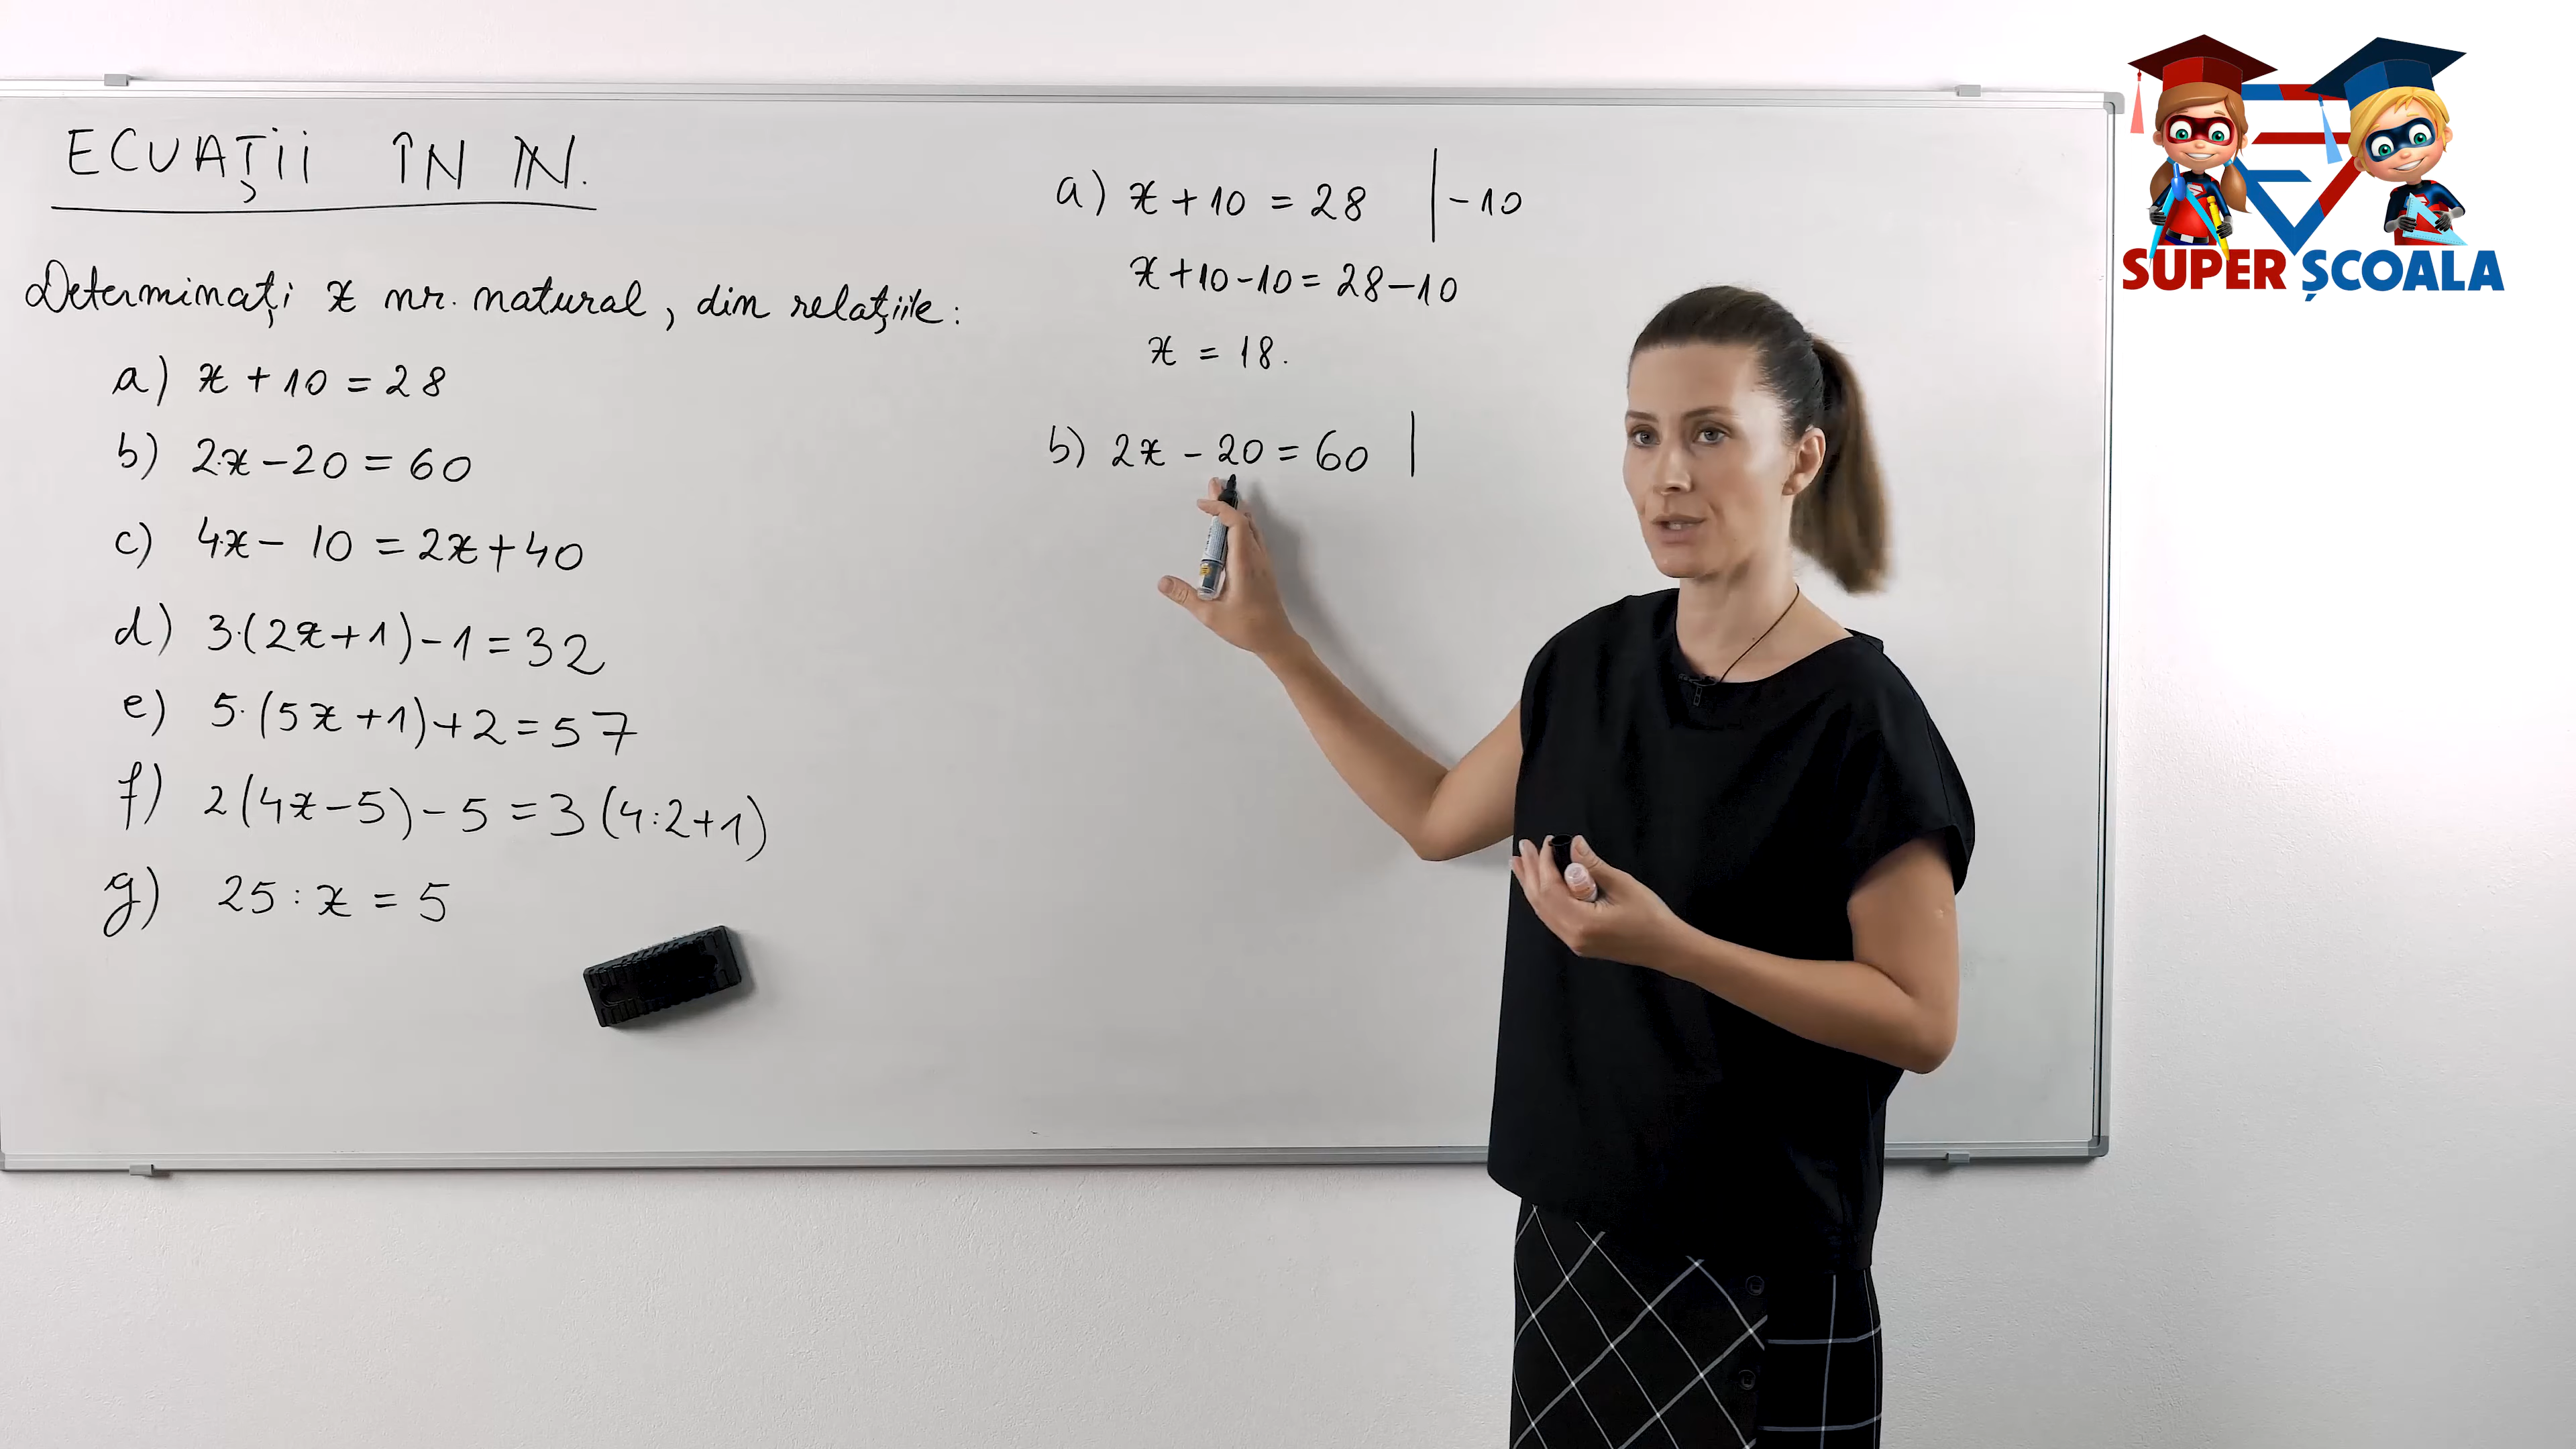 ECUAȚII ÎN ℕ.
Determinați x nr. natural, din relațiile:
a) x + 10 = 28
b) 2·x - 20 = 60
c) 4·x - 10 = 2x + 40
d) 3·(2x + 1) - 1 = 32
e) 5·(5x + 1) + 2 = 57
f) 2(4x - 5) - 5 = 3(4:2 + 1)
g) 25 : x = 5
a) x + 10 = 28 | - 10
x + 10 - 10 = 28 - 10
x = 18.
b) 2x - 20 = 60 |
SUPER ȘCOALA